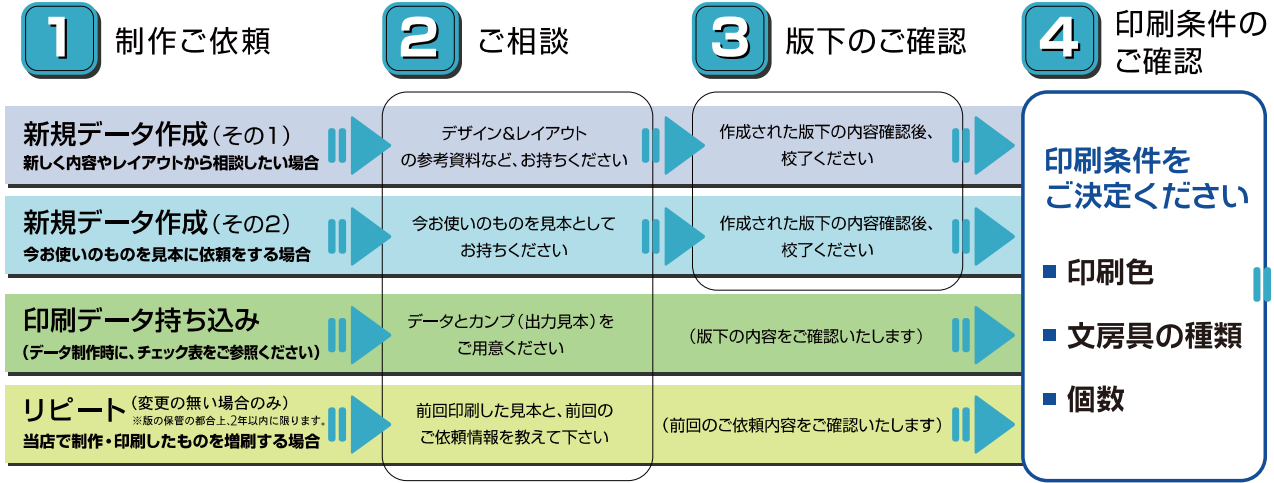 1 制作ご依頼
2 ご相談
3 版下のご確認
4 印刷条件の
ご確認
新規データ作成（その1）
新しく内容やレイアウトから相談したい場合
デザイン&レイアウト
の参考資料など、お持ちください
作成された版下の内容確認後、
校了ください
新規データ作成（その2）
今お使いのものを見本に依頼をする場合
今お使いのものを見本として
お持ちください
作成された版下の内容確認後、
校了ください
印刷データ持ち込み
（データ制作時に、チェック表をご参照ください）
データとカンプ（出力見本）を
ご用意ください
（版下の内容をご確認いたします）
リピート（変更の無い場合のみ）
※版の保管の都合上、2年以内に限ります。
当店で制作・印刷したものを増刷する場合
前回印刷した見本と、前回の
ご依頼情報を教えて下さい
（前回のご依頼内容をご確認いたします）
印刷条件を
ご決定ください
■ 印刷色
■ 文房具の種類
■ 個数